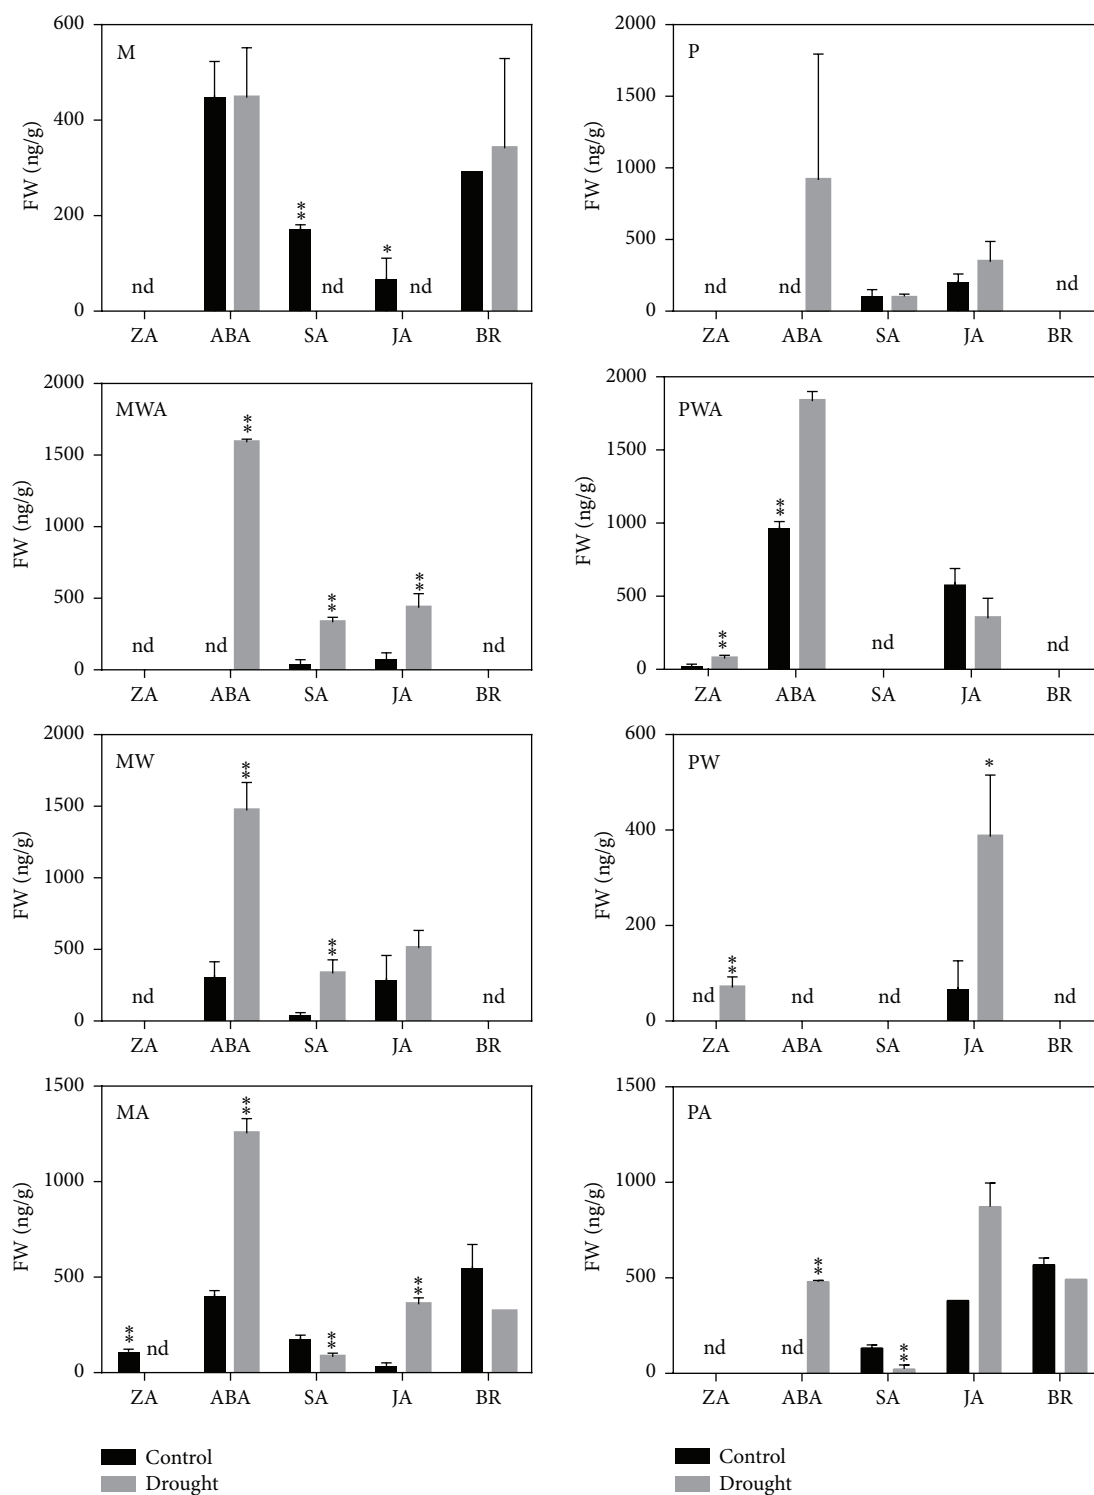 M
FW (ng/g)
600
400
200
0
**
*
nd
nd
nd
ZA ABA SA JA BR
P
FW (ng/g)
2000
1500
1000
500
0
nd
nd
nd
ZA ABA SA JA BR
MWA
FW (ng/g)
2000
1500
1000
500
0
**
**
**
nd
nd
nd
ZA ABA SA JA BR
PWA
FW (ng/g)
2000
1500
1000
500
0
**
**
nd
nd
ZA ABA SA JA BR
MW
FW (ng/g)
2000
1500
1000
500
0
**
**
nd
nd
ZA ABA SA JA BR
PW
FW (ng/g)
600
400
200
0
*
**
nd
nd
nd
nd
ZA ABA SA JA BR
MA
FW (ng/g)
1500
1000
500
0
**
**
**
**
nd
ZA ABA SA JA BR
PA
FW (ng/g)
1500
1000
500
0
**
**
nd
nd
ZA ABA SA JA BR
Control
Drought
Control
Drought